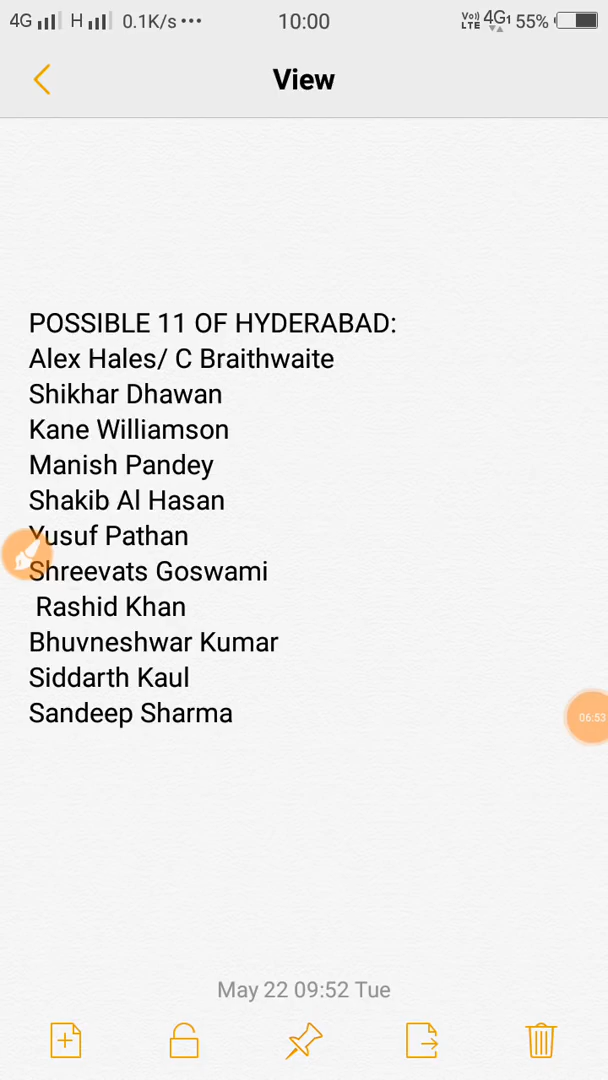 4G H 0.1K/s 10:00 Vo) LTE 4G1 55%
View
POSSIBLE 11 OF HYDERABAD:
Alex Hales/ C Braithwaite
Shikhar Dhawan
Kane Williamson
Manish Pandey
Shakib Al Hasan
Yusuf Pathan
Shreevats Goswami
Rashid Khan
Bhuvneshwar Kumar
Siddarth Kaul
06:53
Sandeep Sharma
May 22 09:52 Tue